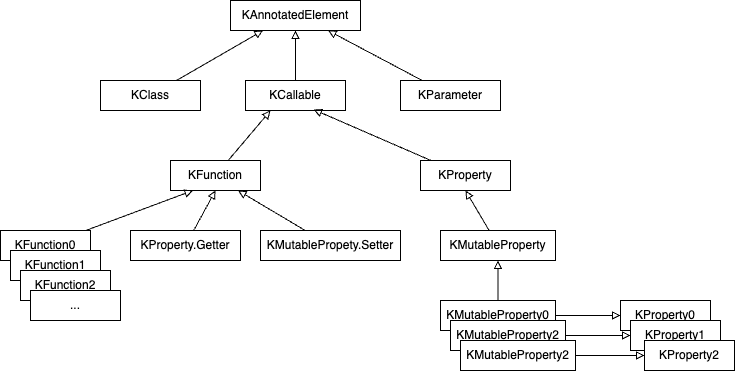 KAnnotatedElement
KClass
KCallable
KParameter
KFunction
KProperty
KFunction0
KFunction1
KFunction2
...
KProperty.Getter
KMutablePropety.Setter
KMutableProperty
KMutableProperty0
KMutableProperty2
KMutableProperty2
KProperty0
KProperty1
KProperty2